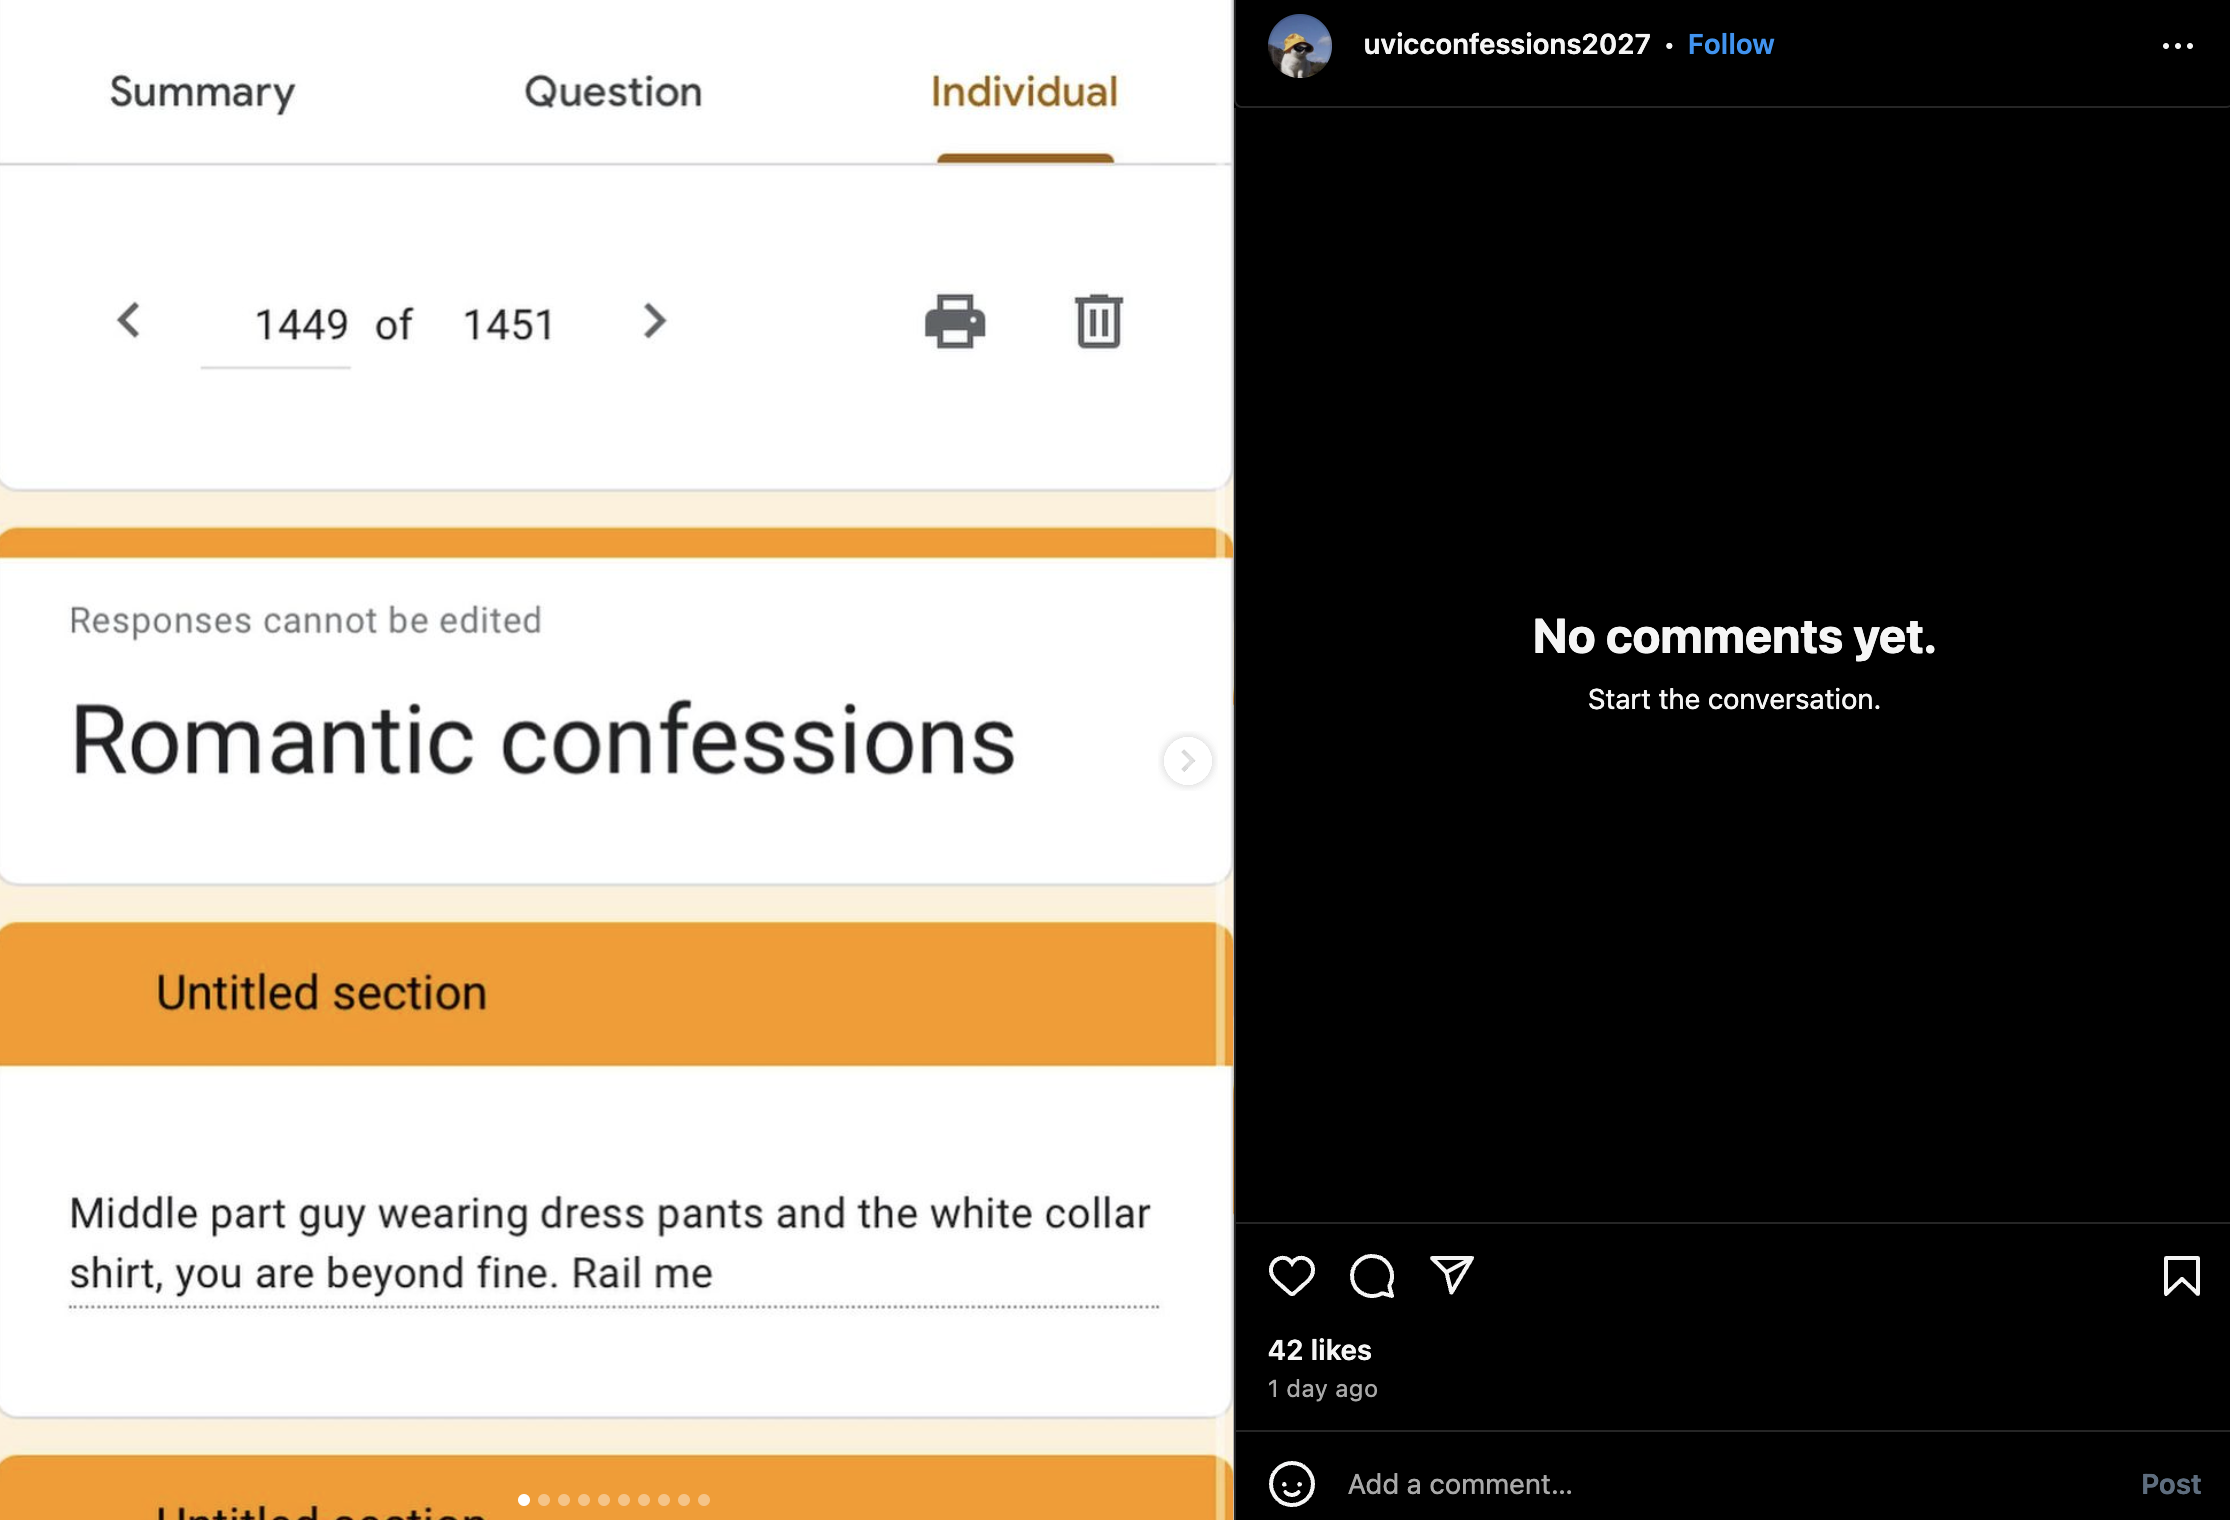 Summary Question Individual
1449 of 1451
Responses cannot be edited
Romantic confessions
Untitled section
Middle part guy wearing dress pants and the white collar
shirt, you are beyond fine. Rail me
Untitled section
uvicconfessions2027 • Follow
No comments yet.
Start the conversation.
42 likes
1 day ago
Add a comment...
Post